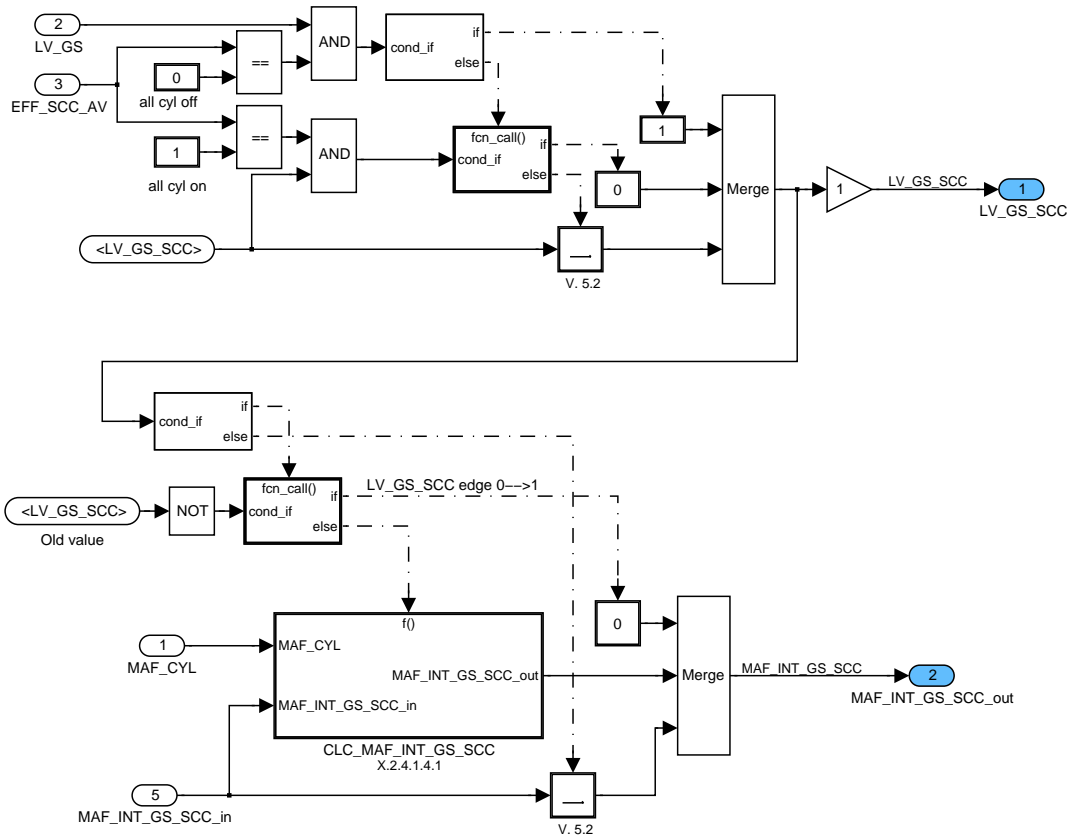 2
LV_GS
3
EFF_SCC_AV
0
all cyl off
==
AND
cond_if
if
else
1
all cyl on
==
AND
fcn_call()
cond_if
if
else
1
0
Merge
1
LV_GS_SCC
1
LV_GS_SCC
<LV_GS_SCC>
V. 5.2
cond_if
if
else
<LV_GS_SCC>
Old value
NOT
fcn_call()
cond_if
if
else
LV_GS_SCC edge 0-->1
0
1
MAF_CYL
f()
MAF_CYL
MAF_INT_GS_SCC_out
MAF_INT_GS_SCC_in
CLC_MAF_INT_GS_SCC
X.2.4.1.4.1
Merge
MAF_INT_GS_SCC
2
MAF_INT_GS_SCC_out
5
MAF_INT_GS_SCC_in
V. 5.2